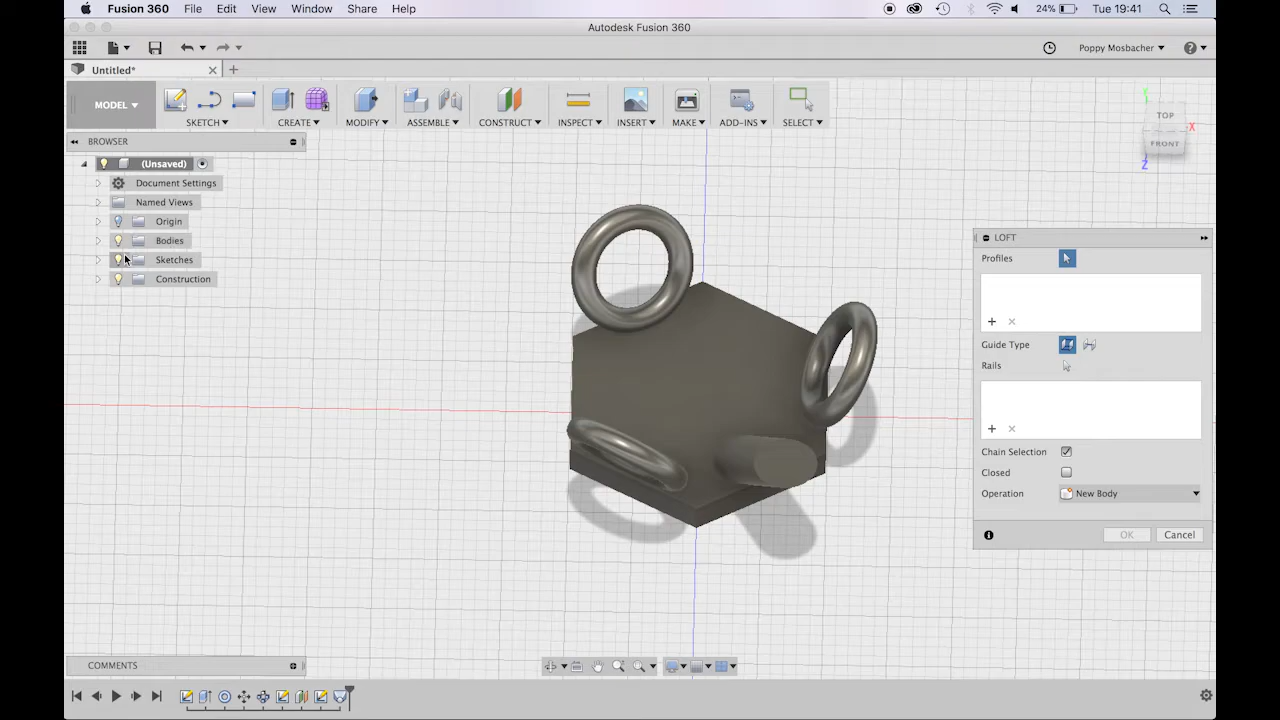 Fusion 360 File Edit View Window Share Help 24% Tue 19:41
Autodesk Fusion 360
Poppy Mosbacher
Untitled*
MODEL
SKETCH CREATE MODIFY ASSEMBLE CONSTRUCT INSPECT INSERT MAKE ADD-INS SELECT
BROWSER
(Unsaved)
Document Settings
Named Views
Origin
Bodies
Sketches
Construction
Y
TOP
X
FRONT
Z
LOFT
Profiles
Guide Type
Rails
Chain Selection
Closed
Operation New Body
OK Cancel
COMMENTS